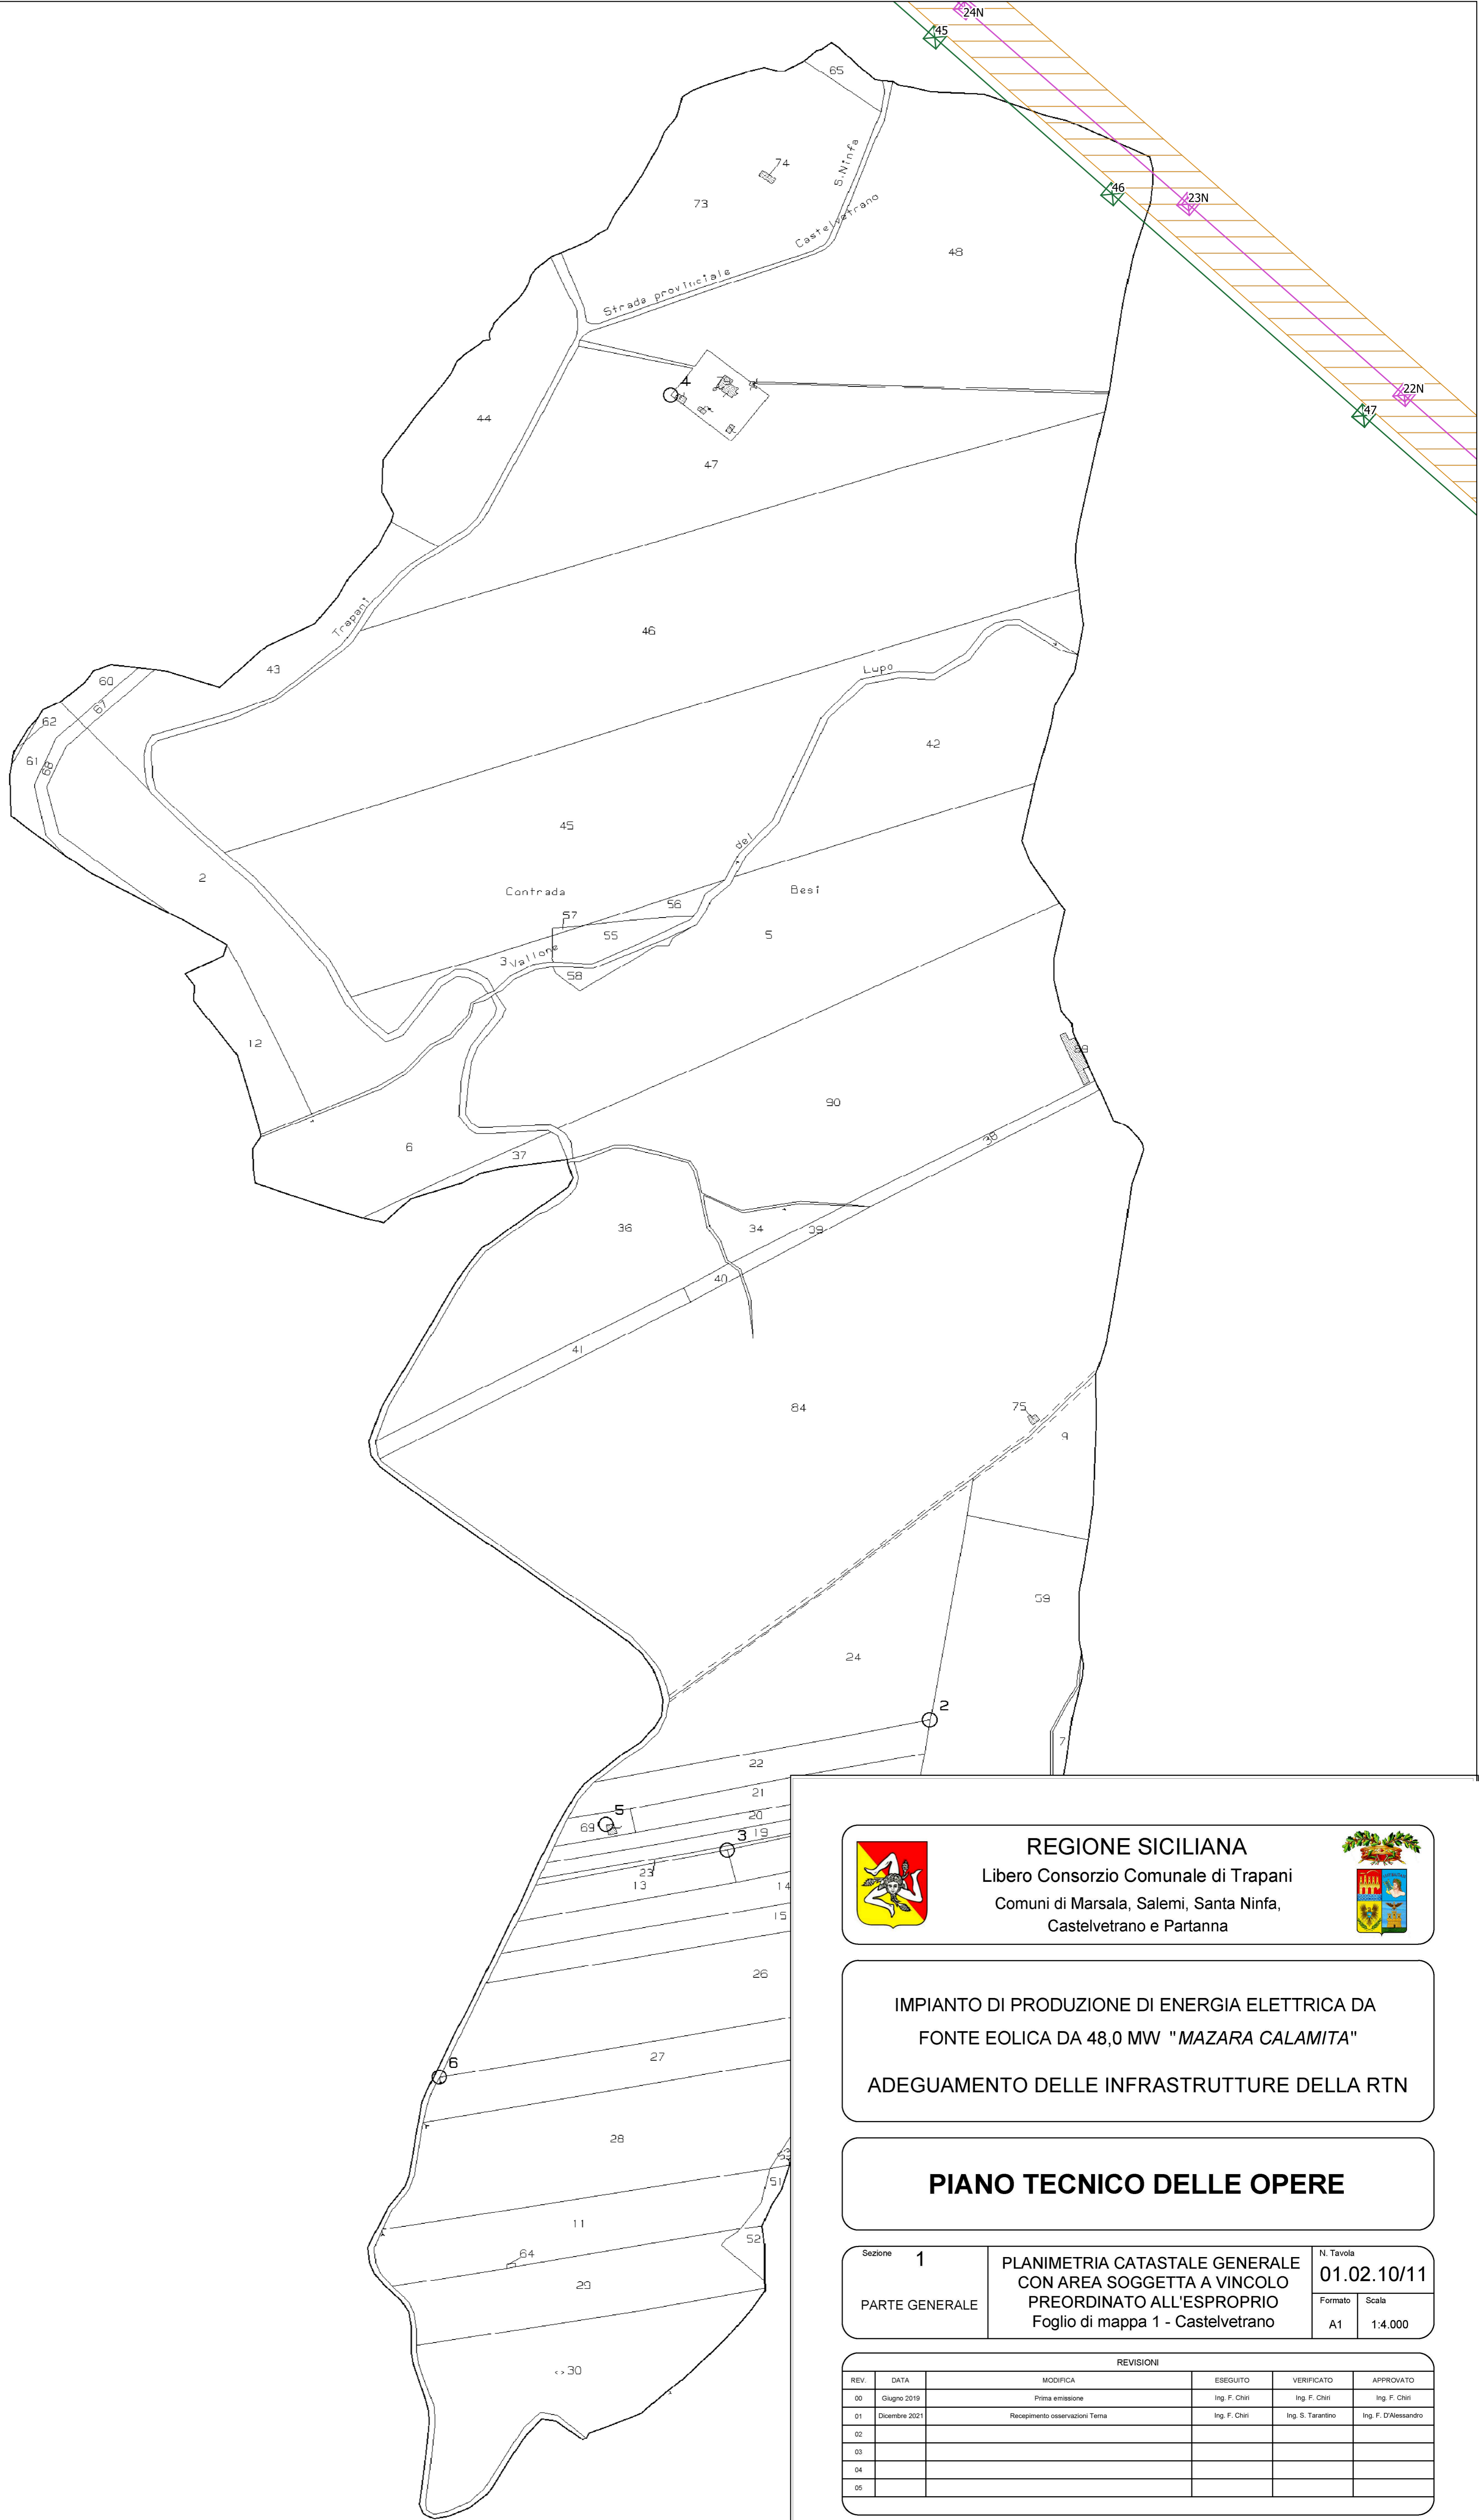 24N
45
65
S.Ninfa
74
46
23N
73
Castelvetrano
48
Strada provinciale
4
79
22N
47
44
47
Trapani
46
43
Lupo
60
67
62
42
61
68
del
45
2
Contrada
Besi
56
57
55
5
3
Vallone
58
12
90
38
6
37
36
34
39
40
41
84
75
9
59
24
2
7
22
21
5
20
69
3
19
23
13
14
15
26
6
27
28
53
51
11
52
64
29
30
REGIONE SICILIANA
Libero Consorzio Comunale di Trapani
Comuni di Marsala, Salemi, Santa Ninfa,
Castelvetrano e Partanna
IMPIANTO DI PRODUZIONE DI ENERGIA ELETTRICA DA
FONTE EOLICA DA 48,0 MW "MAZARA CALAMITA"
ADEGUAMENTO DELLE INFRASTRUTTURE DELLA RTN
PIANO TECNICO DELLE OPERE
Sezione 1
PARTE GENERALE
PLANIMETRIA CATASTALE GENERALE
CON AREA SOGGETTA A VINCOLO
PREORDINATO ALL'ESPROPRIO
Foglio di mappa 1 - Castelvetrano
N. Tavola
01.02.10/11
Formato Scala
A1 1:4.000
REVISIONI
REV. DATA MODIFICA ESEGUITO VERIFICATO APPROVATO
00 Giugno 2019 Prima emissione Ing. F. Chiri Ing. F. Chiri Ing. F. Chiri
01 Dicembre 2021 Recepimento osservazioni Terna Ing. F. Chiri Ing. S. Tarantino Ing. F. D'Alessandro
02
03
04
05